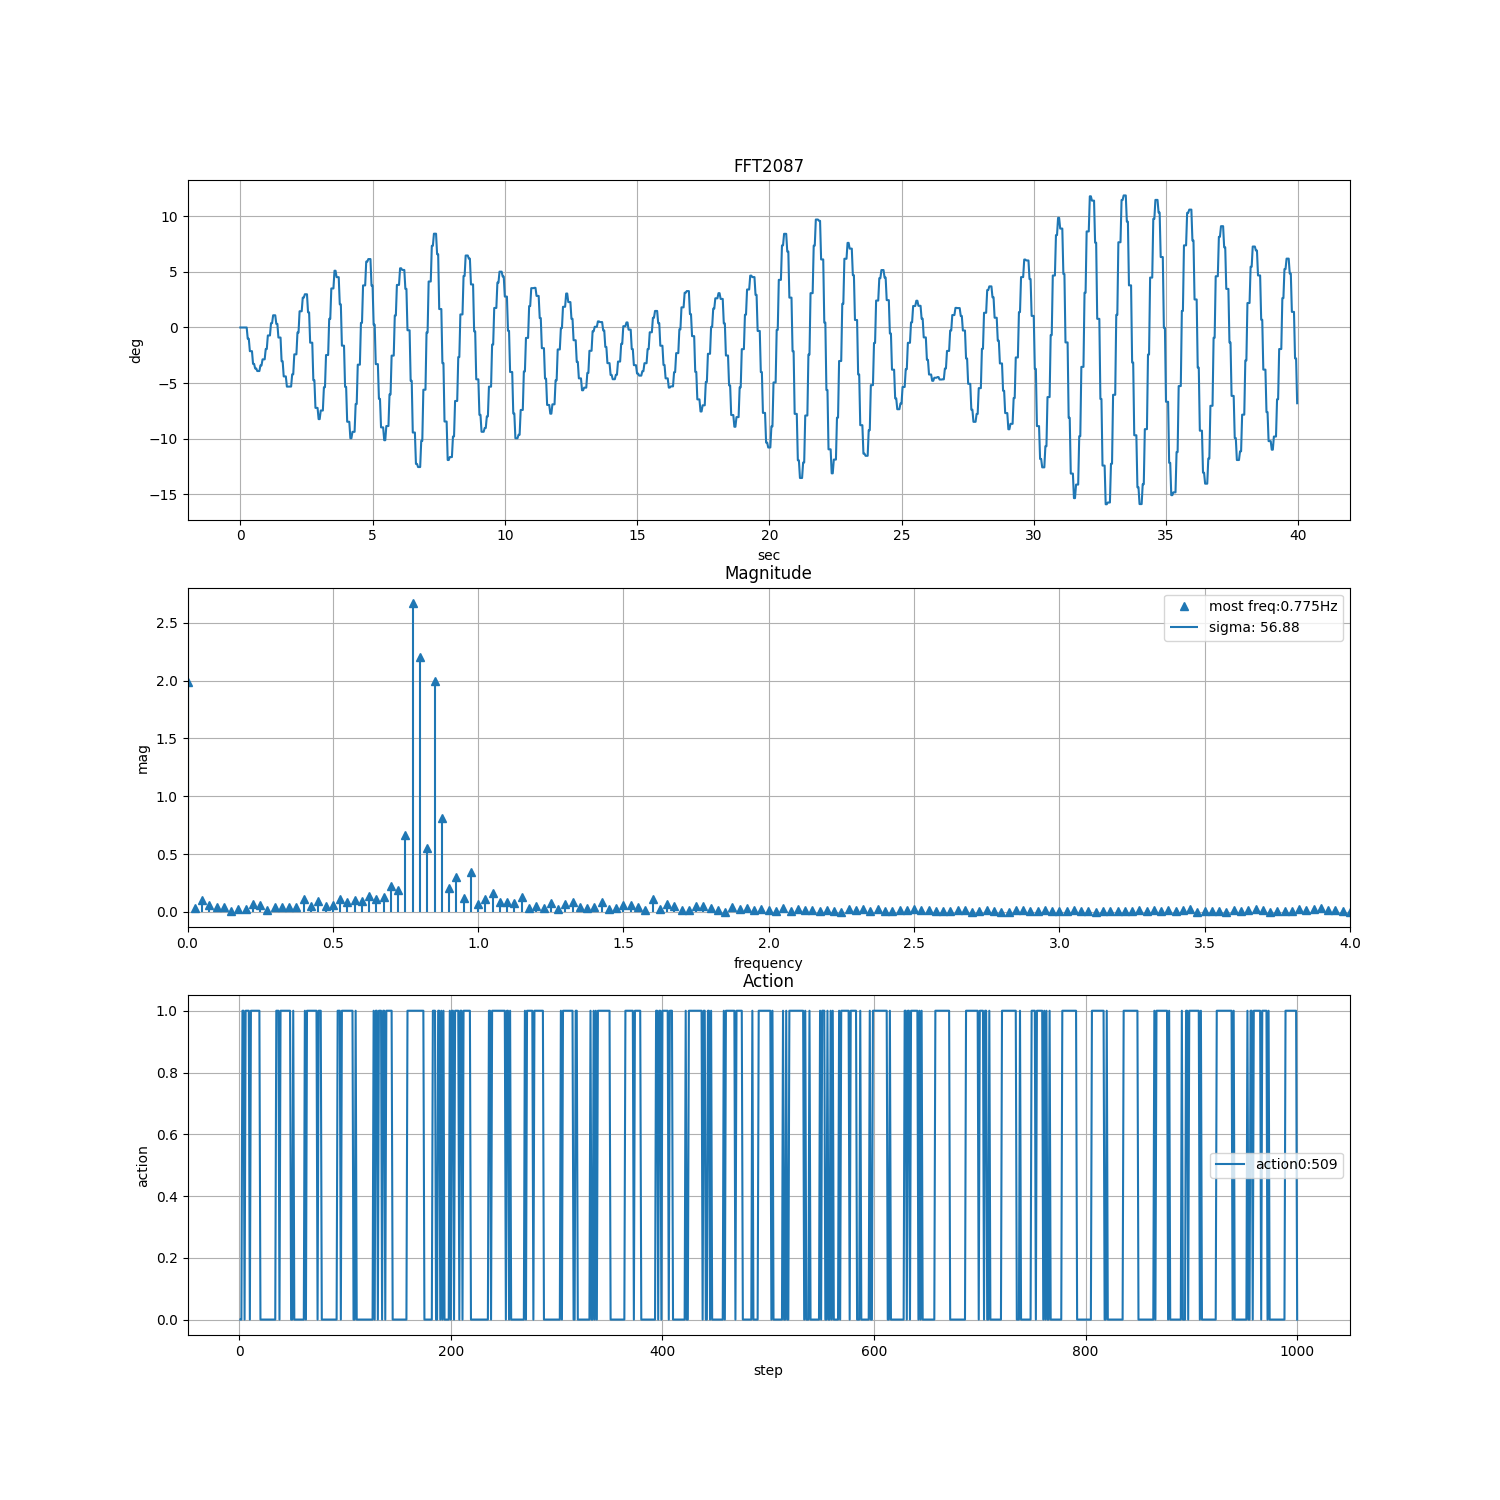 FFT2087
10
5
0
−5
−10
−15
deg
0 5 10 15 20 25 30 35 40
sec
Magnitude
2.5
2.0
1.5
1.0
0.5
0.0
mag
most freq:0.775Hz
sigma: 56.88
0.0 0.5 1.0 1.5 2.0 2.5 3.0 3.5 4.0
frequency
Action
1.0
0.8
0.6
0.4
0.2
0.0
action
action0:509
0 200 400 600 800 1000
step